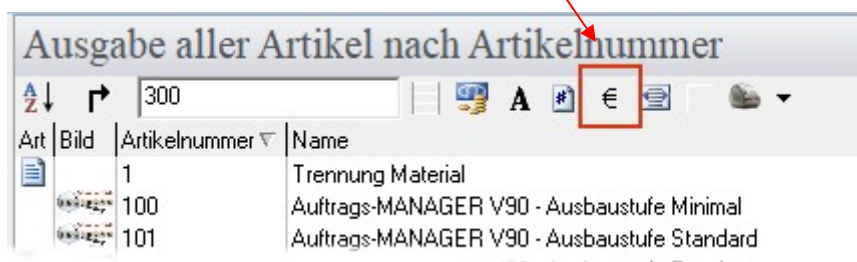 Ausgabe aller Artikel nach Artikelnummer
300 A # €
Art Bild Artikelnummer Name
1 Trennung Material
100 Auftrags-MANAGER V90 - Ausbaustufe Minimal
101 Auftrags-MANAGER V90 - Ausbaustufe Standard